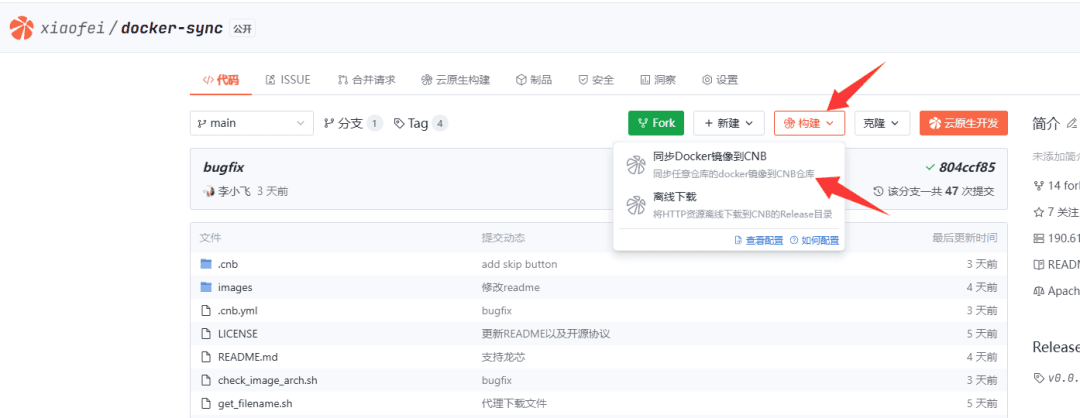 xiaofei / docker-sync 公开
代码 ISSUE 合并请求 云原生构建 制品 安全 洞察 设置
main 分支 1 Tag 4 Fork 新建 构建 克隆 云原生开发
简介
同步Docker镜像到CNB
同步任意仓库的docker镜像到CNB仓库
离线下载
将HTTP资源离线下载到CNB的Release目录
查看配置 如何配置
bugfix 804ccf85
李小飞 3 天前 该分支一共 47 次提交
文件 提交动态 最后更新时间
.cnb add skip button 3 天前
images 修改readme 4 天前
.cnb.yml bugfix 3 天前
LICENSE 更新README以及开源协议 5 天前
README.md 支持龙芯 4 天前
check_image_arch.sh bugfix 3 天前
get_filename.sh 代理下载文件 5 天前
未添加简介
14 for
7 关注
190.61
READM
Apach
Release
v0.0.